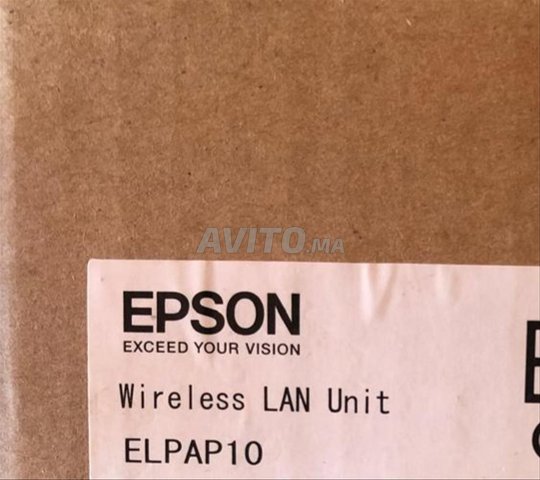 AVITO.ma
EPSON
EXCEED YOUR VISION
Wireless LAN Unit
ELPAP10